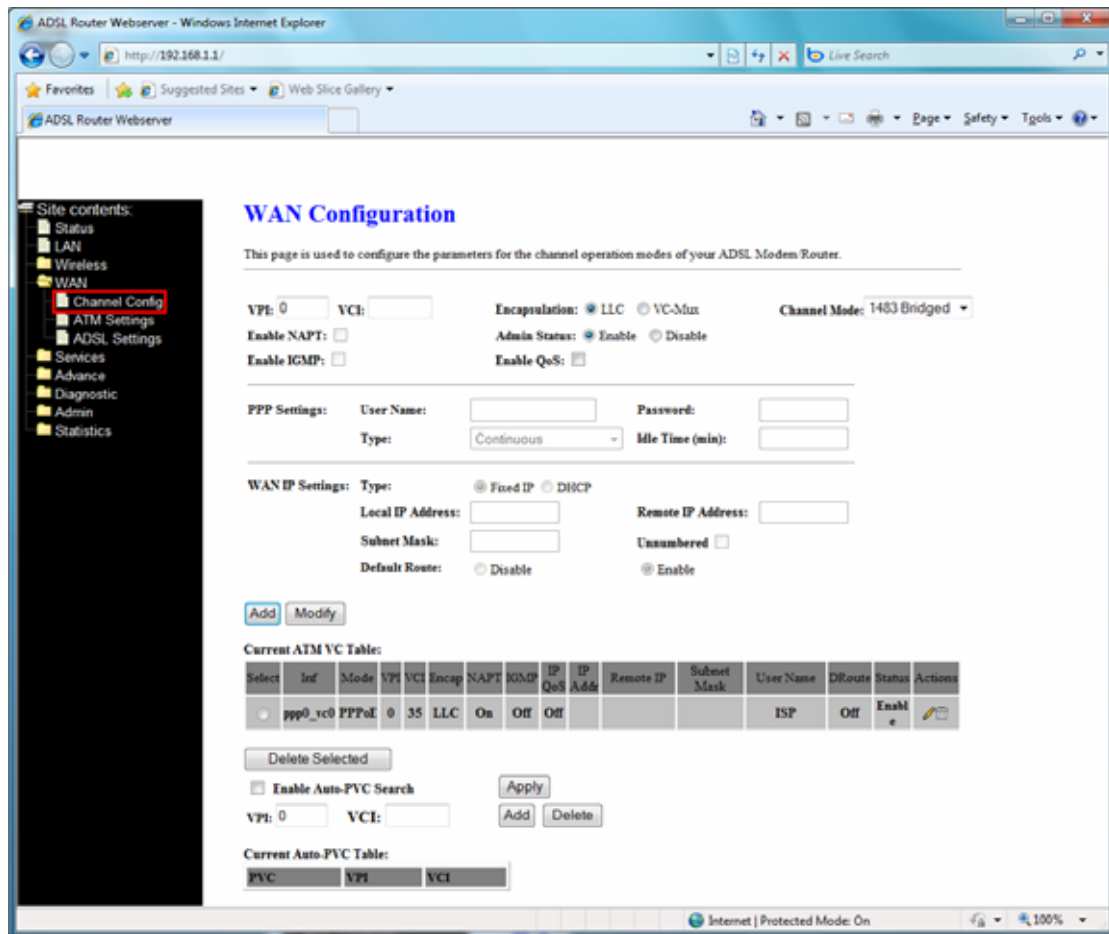 ADSL Router Webserver - Windows Internet Explorer
http://192.168.1.1/
Live Search
Favorites Suggested Sites Web Slice Gallery
ADSL Router Webserver
Page Safety Tools
Site contents:
Status
LAN
Wireless
WAN
Channel Config
ATM Settings
ADSL Settings
Services
Advance
Diagnostic
Admin
Statistics
WAN Configuration
This page is used to configure the parameters for the channel operation modes of your ADSL Modem/Router.
VPI: 0 VCI: Encapsulation: LLC VC-Mux Channel Mode: 1483 Bridged
Enable NAPT: Admin Status: Enable Disable
Enable IGMP: Enable QoS:
PPP Settings: User Name: Password:
Type: Continuous Idle Time (min):
WAN IP Settings: Type: Fixed IP DHCP
Local IP Address: Remote IP Address:
Subnet Mask: Unnumbered
Default Route: Disable Enable
Add Modify
Current ATM VC Table:
Select Inf Mode VPI VCI Encap NAPT IGMP IP QoS IP Addr Remote IP Subnet Mask User Name DRoute Status Actions
ppp0_vc0 PPPoE 0 35 LLC On Off Off ISP Off Enable
Delete Selected
Enable Auto-PVC Search Apply
VPI: 0 VCI: Add Delete
Current Auto-PVC Table:
PVC VPI VCI
Internet | Protected Mode: On 100%